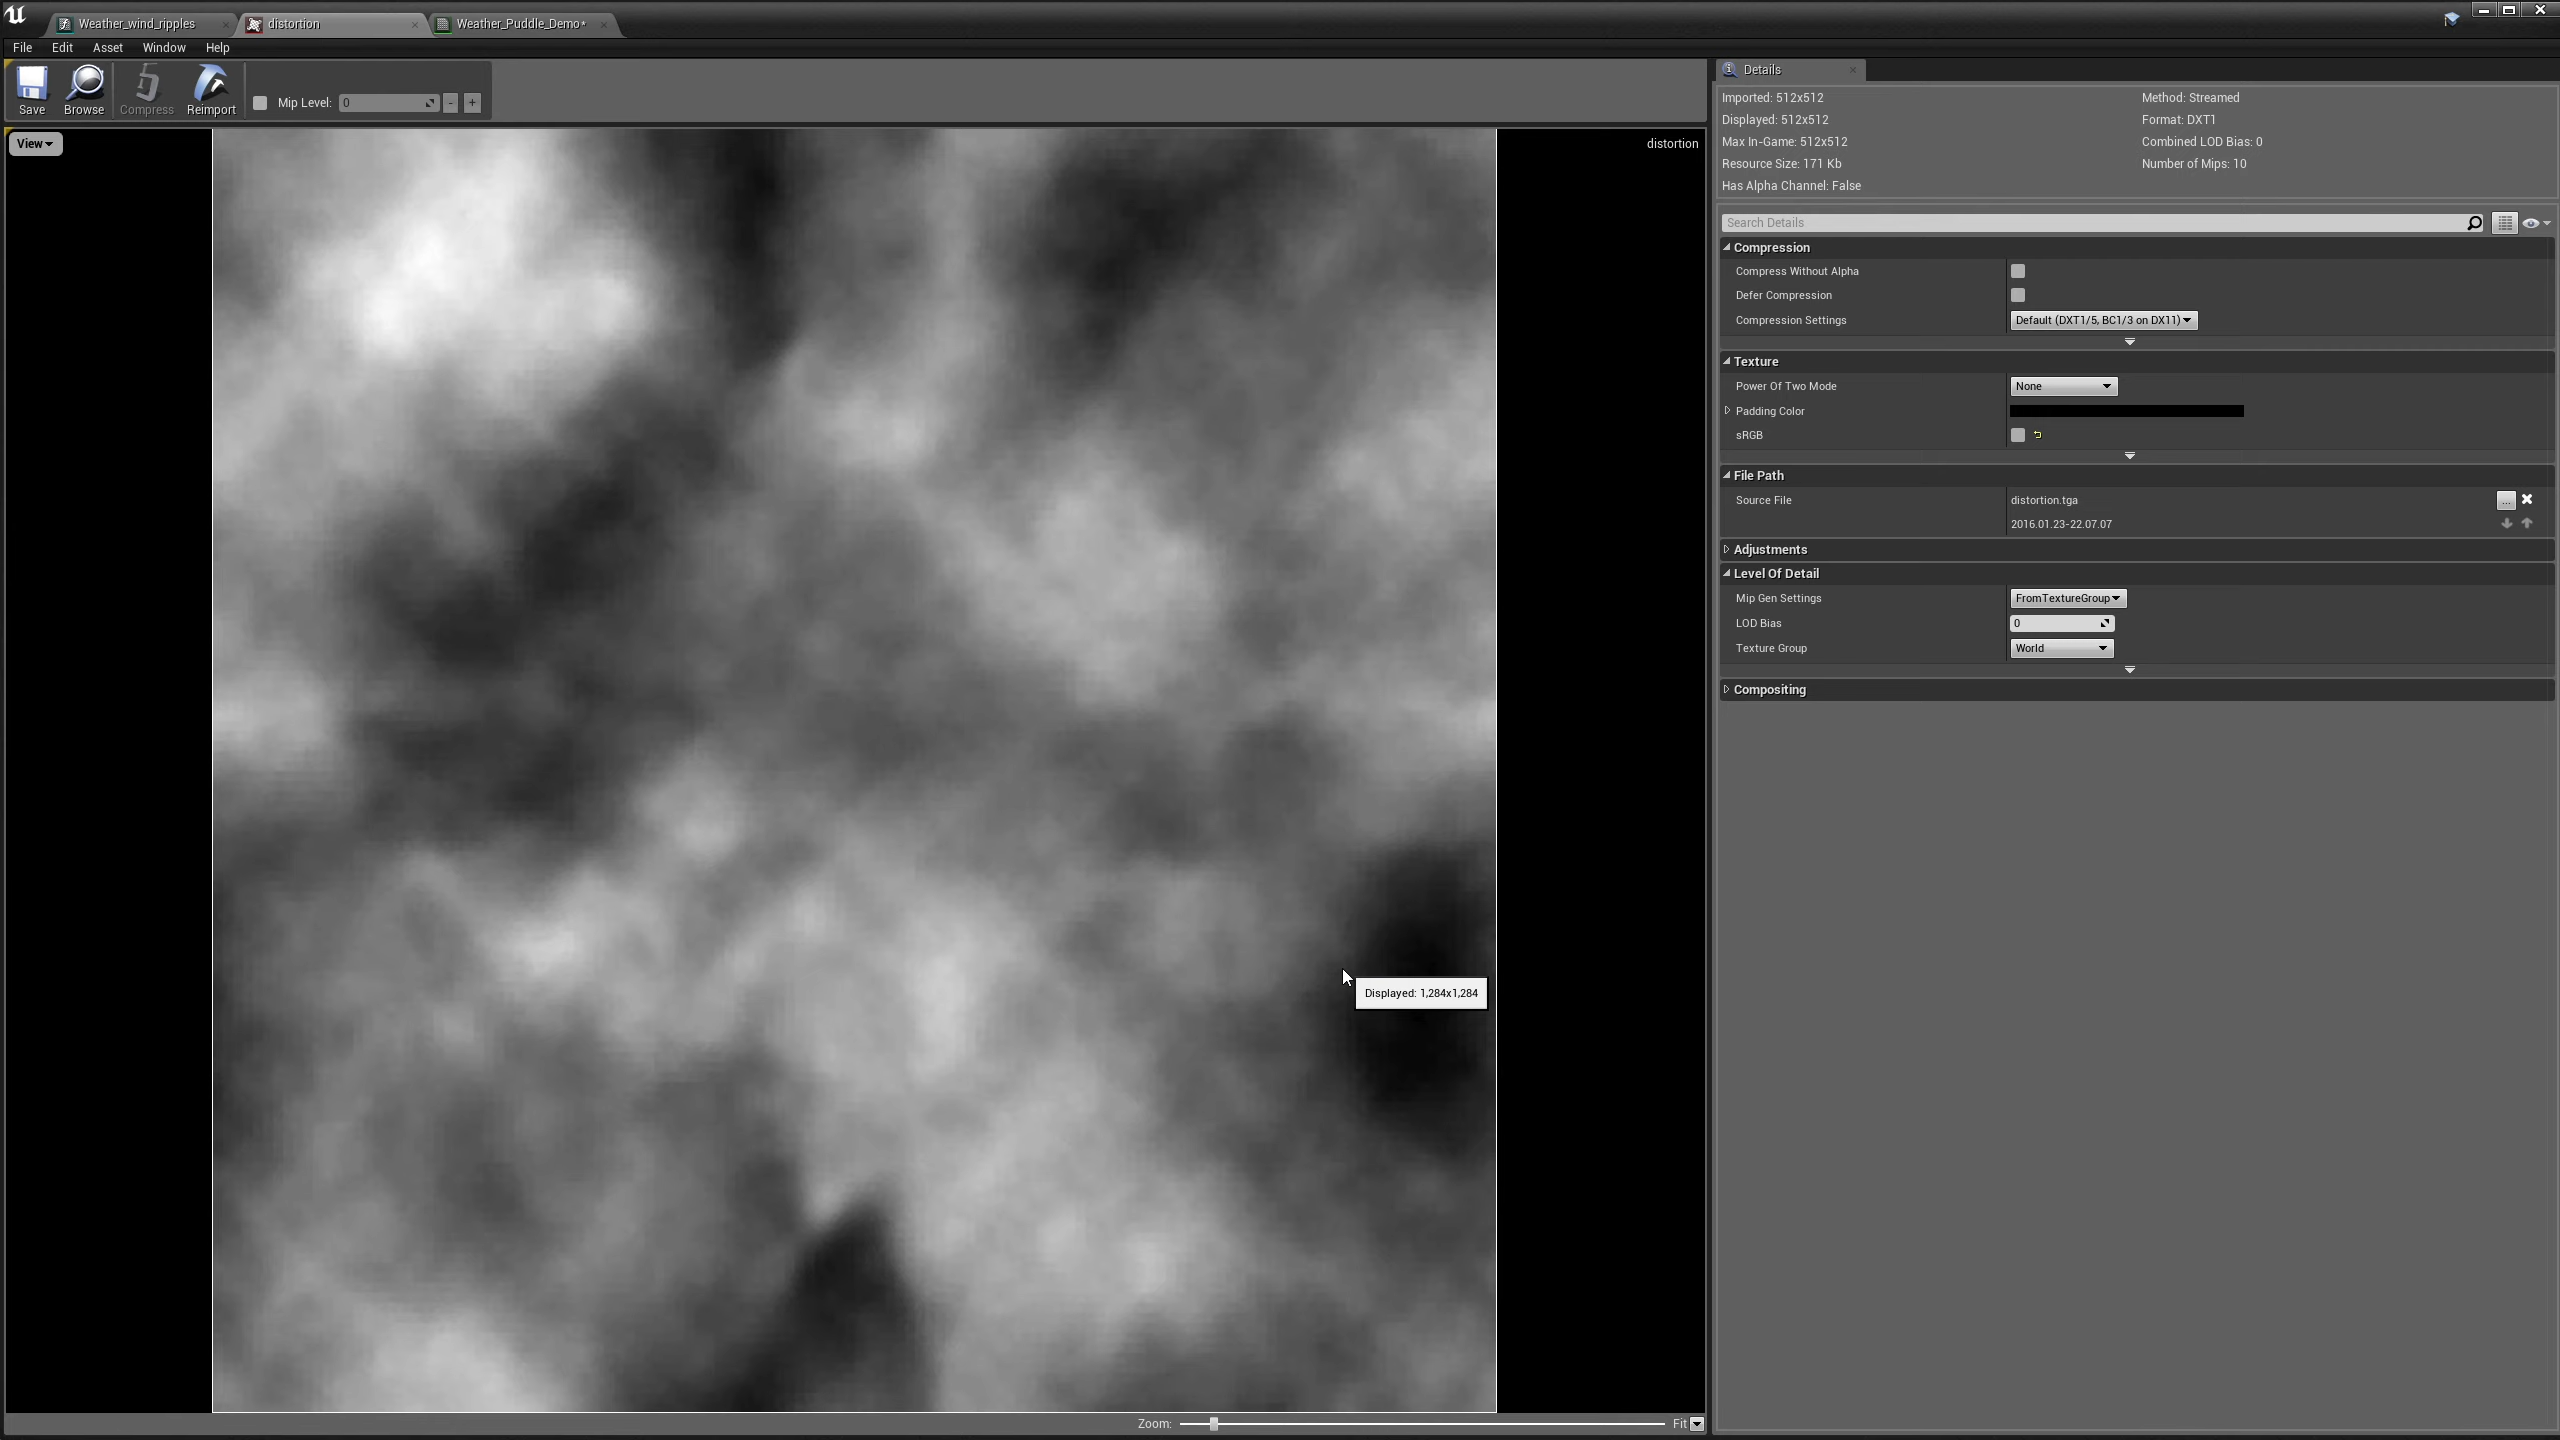 Weather_wind_ripples
distortion
Weather_Puddle_Demo*
File Edit Asset Window Help
Save Browse Compress Reimport
Mip Level: 0 - +
View
distortion
Displayed: 1,284x1,284
Zoom: Fit
Details
Imported: 512x512 Method: Streamed
Displayed: 512x512 Format: DXT1
Max In-Game: 512x512 Combined LOD Bias: 0
Resource Size: 171 Kb Number of Mips: 10
Has Alpha Channel: False
Search Details
Compression
Compress Without Alpha
Defer Compression
Compression Settings Default (DXT1/5, BC1/3 on DX11)
Texture
Power Of Two Mode None
Padding Color
sRGB
File Path
Source File distortion.tga ...
2016.01.23-22.07.07
Adjustments
Level Of Detail
Mip Gen Settings FromTextureGroup
LOD Bias 0
Texture Group World
Compositing